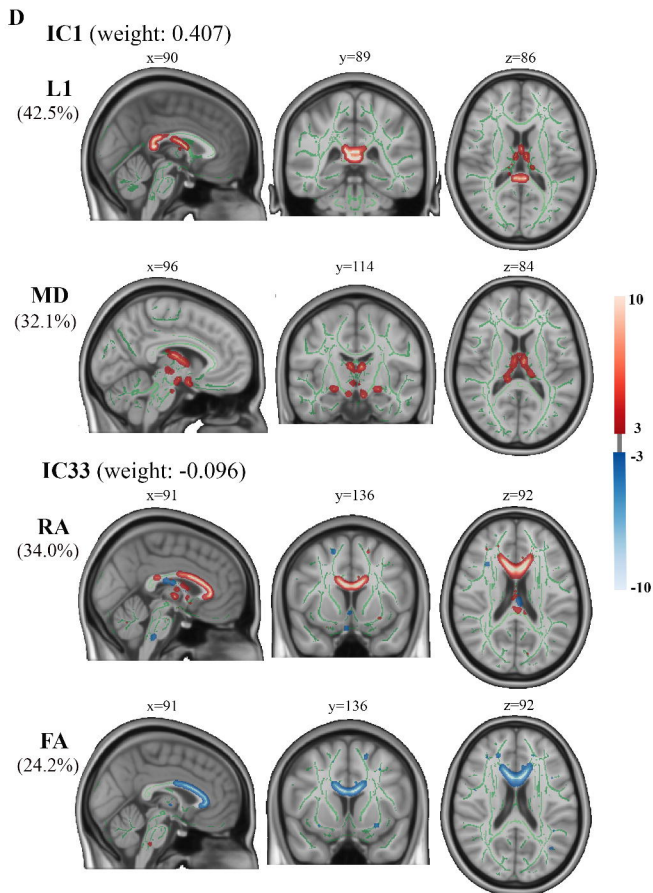 D
IC1 (weight: 0.407)
x=90 y=89 z=86
L1
(42.5%)
x=96 y=114 z=84
MD
(32.1%)
10
3
-3
-10
IC33 (weight: -0.096)
x=91 y=136 z=92
RA
(34.0%)
x=91 y=136 z=92
FA
(24.2%)